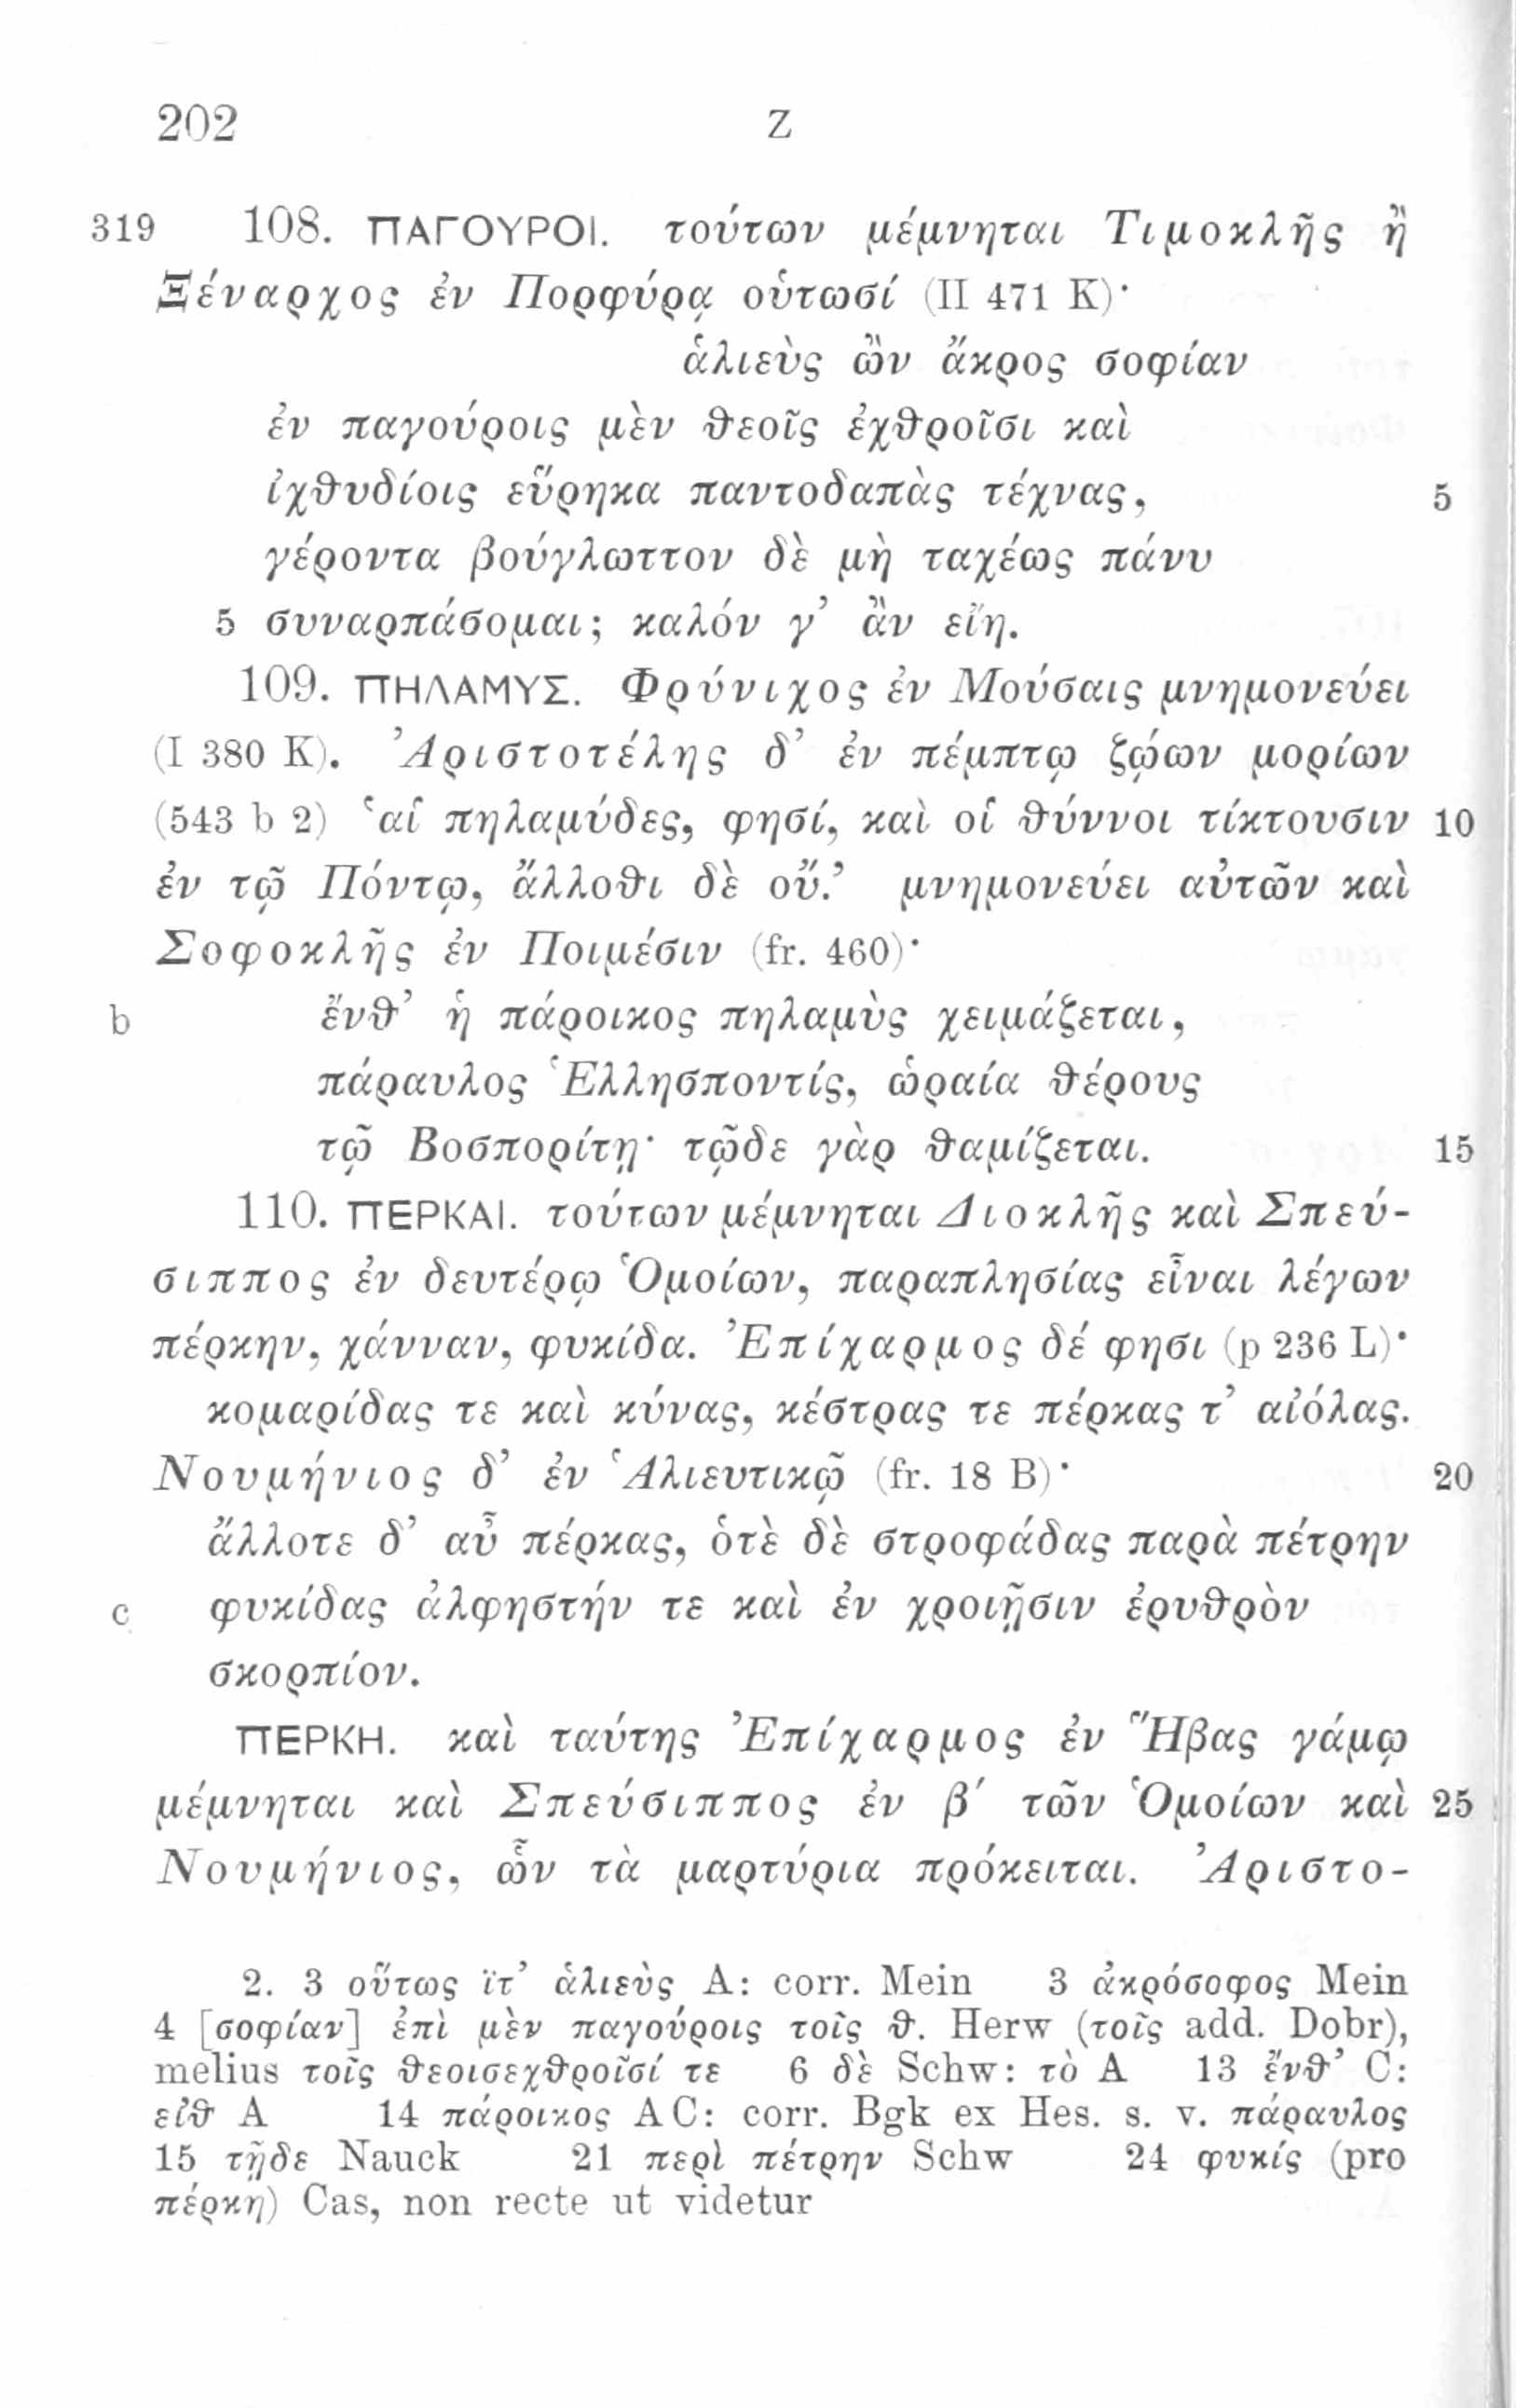 202 Z
319 108. ΠΑΓΟΥΡΟΙ. τούτων μέμνηται Τιμοκλῆς ἢ
Ξέναρχος ἐν Πορφύρᾳ οὑτωσί (II 471 K)·
ἁλιεὺς ὢν ἄκρος σοφίαν
ἐν παγούροις μὲν θεοῖς ἐχθροῖσι καὶ
ἰχθυδίοις εὕρηκα παντοδαπὰς τέχνας, 5
γέροντα βούγλωττον δὲ μὴ ταχέως πάνυ
5 συναρπάσομαι; καλόν γ’ ἂν εἴη.
109. ΠΗΛΑΜΥΣ. Φρύνιχος ἐν Μούσαις μνημονεύει
(I 380 K). Ἀριστοτέλης δ’ ἐν πέμπτῳ ζῴων μορίων
(543 b 2) ‘αἱ πηλαμύδες, φησί, καὶ οἱ θύννοι τίκτουσιν 10
ἐν τῷ Πόντῳ, ἄλλοθι δὲ οὔ.’ μνημονεύει αὐτῶν καὶ
Σοφοκλῆς ἐν Ποιμέσιν (fr. 460)·
b ἔνθ’ ἡ πάροικος πηλαμὺς χειμάζεται,
πάραυλος Ἑλλησποντίς, ὡραία θέρους
τῷ Βοσπορίτῃ· τῷδε γὰρ θαμίζεται. 15
110. ΠΕΡΚΑΙ. τούτων μέμνηται Διοκλῆς καὶ Σπεύ-
σιππος ἐν δευτέρῳ Ὁμοίων, παραπλησίας εἶναι λέγων
πέρκην, χάνναν, φυκίδα. Ἐπίχαρμος δέ φησι (p 236 L)·
κομαρίδας τε καὶ κύνας, κέστρας τε πέρκας τ’ αἰόλας.
Νουμήνιος δ’ ἐν Ἁλιευτικῷ (fr. 18 B)· 20
ἄλλοτε δ’ αὖ πέρκας, ὁτὲ δὲ στροφάδας παρὰ πέτρην
c φυκίδας ἀλφηστήν τε καὶ ἐν χροιῇσιν ἐρυθρὸν
σκορπίον.
ΠΕΡΚΗ. καὶ ταύτης Ἐπίχαρμος ἐν Ἥβας γάμῳ
μέμνηται καὶ Σπεύσιππος ἐν β′ τῶν Ὁμοίων καὶ 25
Νουμήνιος, ὧν τὰ μαρτύρια πρόκειται. Ἀριστο-
2. 3 οὕτως ϊτ’ ἁλιεὺς A: corr. Mein 3 ἀκρόσοφος Mein
4 [σοφίαν] ἐπὶ μὲν παγούροις τοῖς θ. Herw (τοῖς add. Dobr),
melius τοῖς θεοισεχθροῖσί τε 6 δὲ Schw: τὸ A 13 ἔνθ’ C:
εἰθ A 14 πάροικος AC: corr. Bgk ex Hes. s. v. πάραυλος
15 τῇδε Nauck 21 περὶ πέτρην Schw 24 φυκίς (pro
πέρκη) Cas, non recte ut videtur